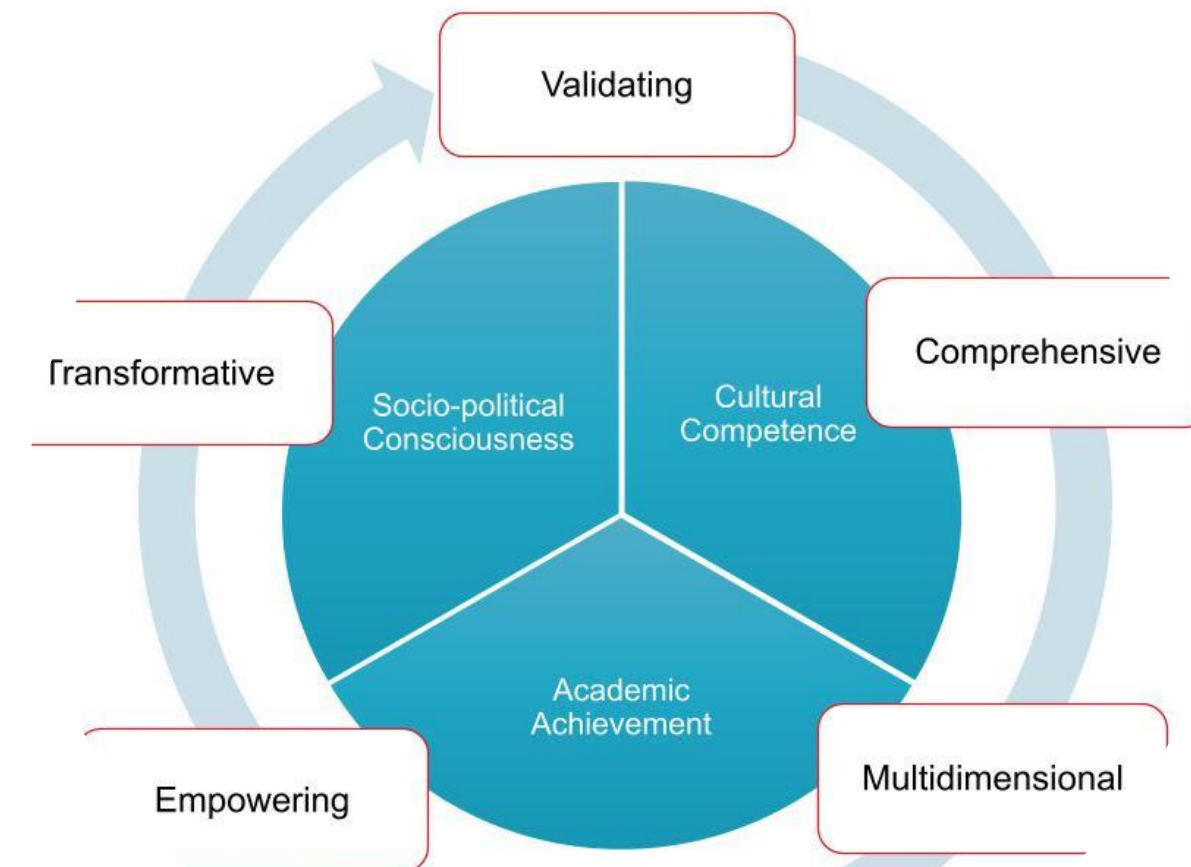 Validating
Comprehensive
Transformative
Socio-political
Consciousness
Cultural
Competence
Academic
Achievement
Multidimensional
Empowering